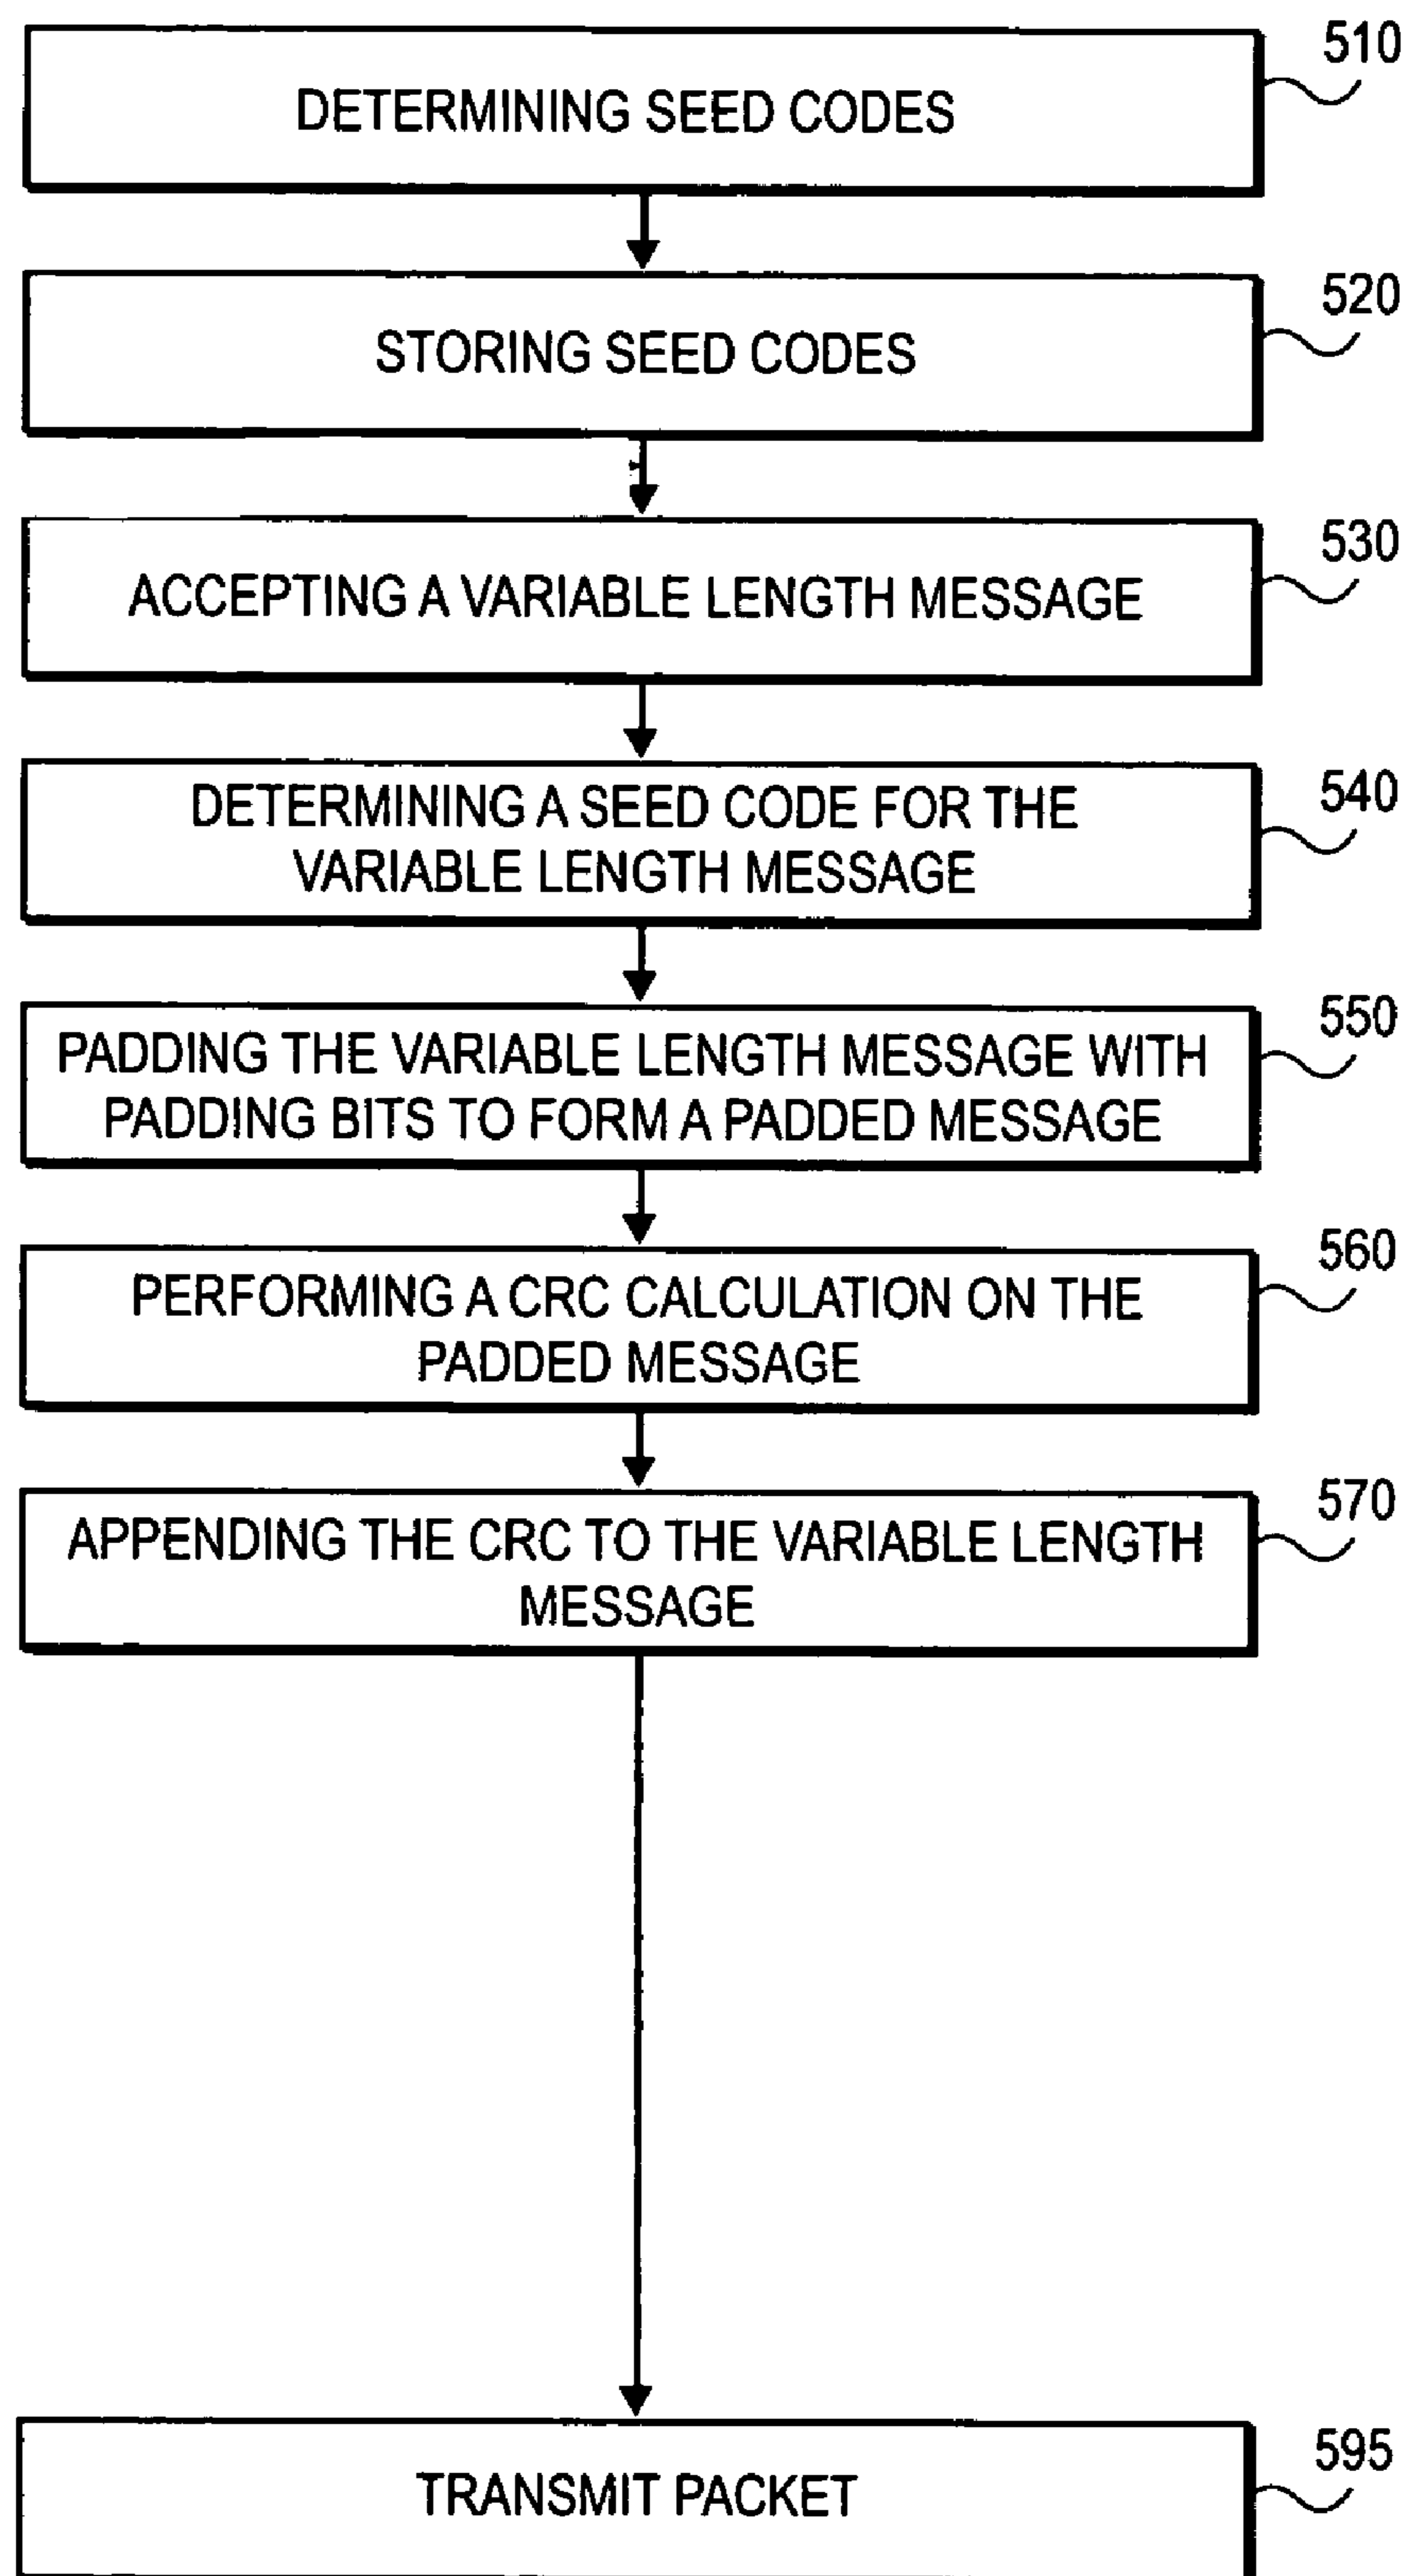 510
DETERMINING SEED CODES
520
STORING SEED CODES
530
ACCEPTING A VARIABLE LENGTH MESSAGE
540
DETERMINING A SEED CODE FOR THE
VARIABLE LENGTH MESSAGE
550
PADDING THE VARIABLE LENGTH MESSAGE WITH
PADDING BITS TO FORM A PADDED MESSAGE
560
PERFORMING A CRC CALCULATION ON THE
PADDED MESSAGE
570
APPENDING THE CRC TO THE VARIABLE LENGTH
MESSAGE
595
TRANSMIT PACKET